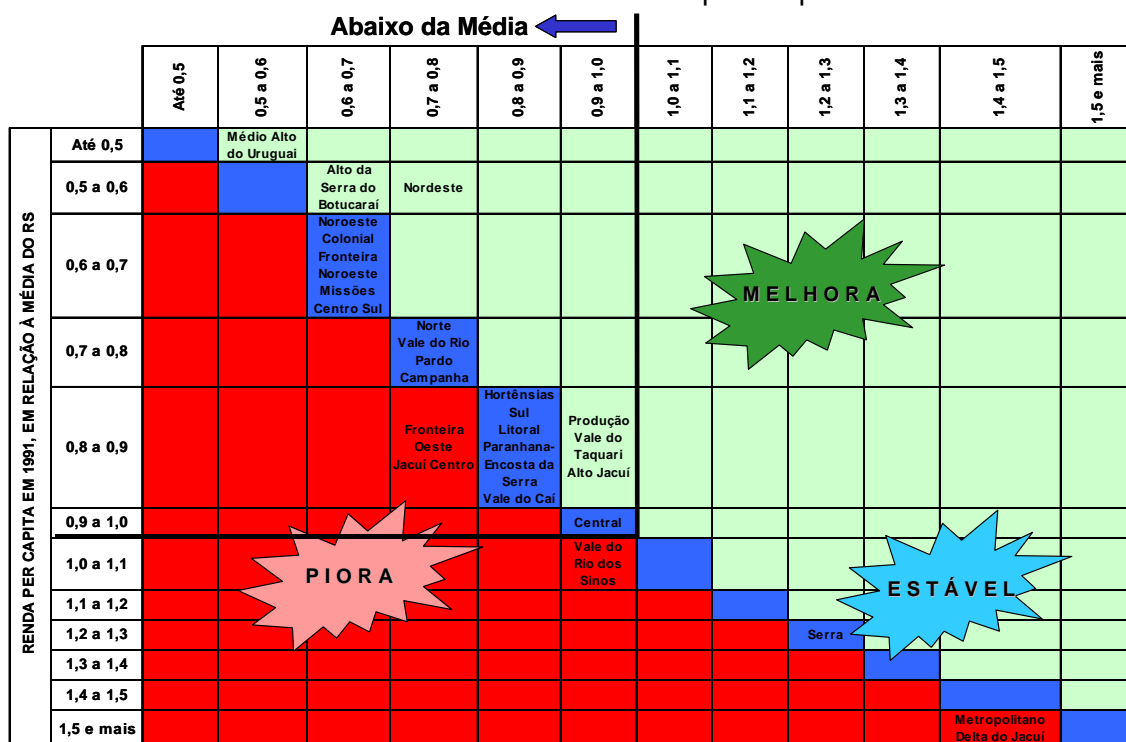 Abaixo da Média
Até 0,5
0,5 a 0,6
0,6 a 0,7
0,7 a 0,8
0,8 a 0,9
0,9 a 1,0
1,0 a 1,1
1,1 a 1,2
1,2 a 1,3
1,3 a 1,4
1,4 a 1,5
1,5 e mais
RENDA PER CAPITA EM 1991, EM RELAÇÃO À MÉDIA DO RS
Até 0,5
Médio Alto
do Uruguai
0,5 a 0,6
Alto da
Serra do
Botucaraí
Nordeste
0,6 a 0,7
Noroeste
Colonial
Fronteira
Noroeste
Missões
Centro Sul
MELHORA
0,7 a 0,8
Norte
Vale do Rio
Pardo
Campanha
0,8 a 0,9
Fronteira
Oeste
Jacuí Centro
Hortênsias
Sul
Litoral
Paranhana-
Encosta da
Serra
Vale do Caí
Produção
Vale do
Taquari
Alto Jacuí
0,9 a 1,0
Central
1,0 a 1,1
PIORA
Vale do
Rio dos
Sinos
ESTÁVEL
1,1 a 1,2
1,2 a 1,3
Serra
1,3 a 1,4
1,4 a 1,5
1,5 e mais
Metropolitano
Delta do Jacuí